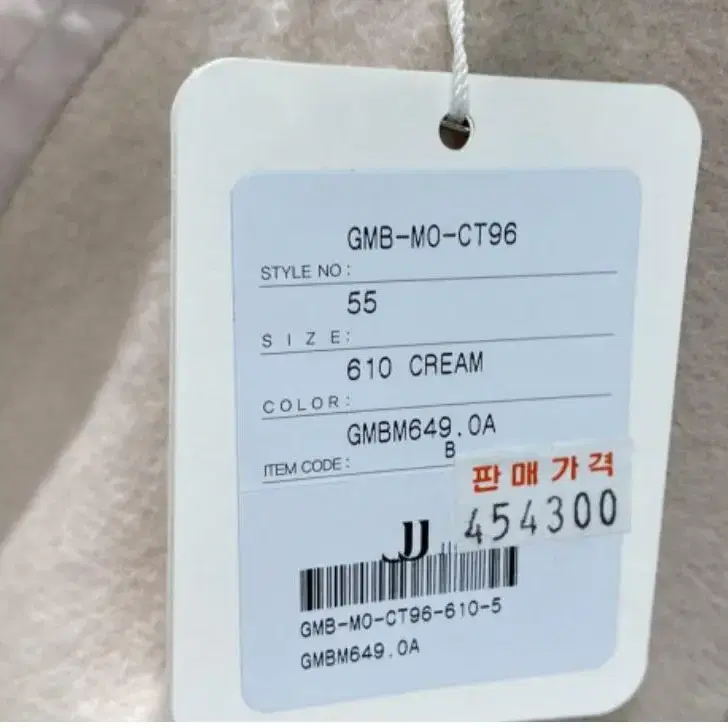 GMB-MO-CT96
STYLE NO:
55
SIZE:
610 CREAM
COLOR:
GMBM649.0A
B
ITEM CODE:
판매가격
454300
JJ
GMB-MO-CT96-610-5
GMBM649.0A